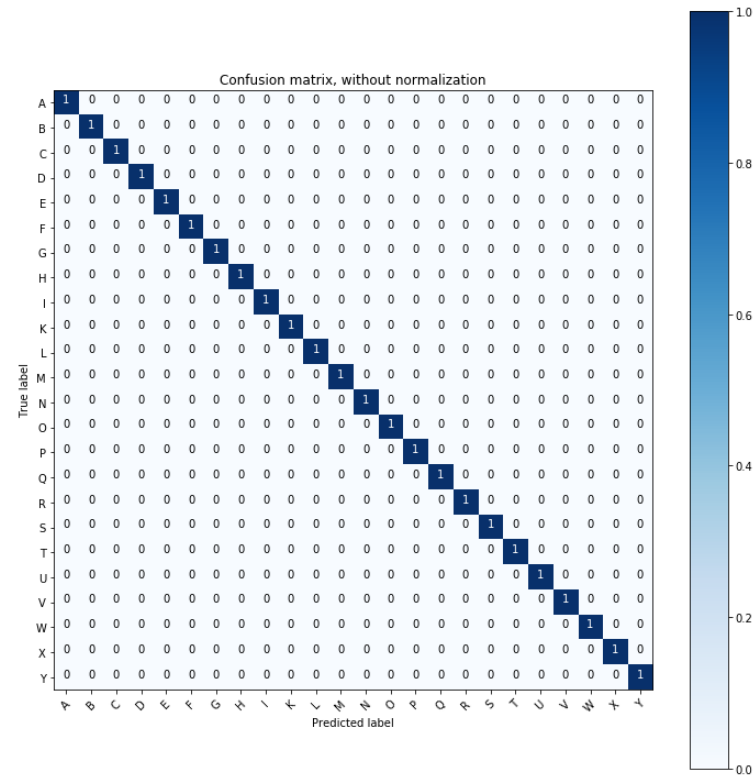 Confusion matrix, without normalization
A 1 0 0 0 0 0 0 0 0 0 0 0 0 0 0 0 0 0 0 0 0 0 0 0
B 0 1 0 0 0 0 0 0 0 0 0 0 0 0 0 0 0 0 0 0 0 0 0 0
C 0 0 1 0 0 0 0 0 0 0 0 0 0 0 0 0 0 0 0 0 0 0 0 0
D 0 0 0 1 0 0 0 0 0 0 0 0 0 0 0 0 0 0 0 0 0 0 0 0
E 0 0 0 0 1 0 0 0 0 0 0 0 0 0 0 0 0 0 0 0 0 0 0 0
F 0 0 0 0 0 1 0 0 0 0 0 0 0 0 0 0 0 0 0 0 0 0 0 0
G 0 0 0 0 0 0 1 0 0 0 0 0 0 0 0 0 0 0 0 0 0 0 0 0
H 0 0 0 0 0 0 0 1 0 0 0 0 0 0 0 0 0 0 0 0 0 0 0 0
I 0 0 0 0 0 0 0 0 1 0 0 0 0 0 0 0 0 0 0 0 0 0 0 0
K 0 0 0 0 0 0 0 0 0 1 0 0 0 0 0 0 0 0 0 0 0 0 0 0
L 0 0 0 0 0 0 0 0 0 0 1 0 0 0 0 0 0 0 0 0 0 0 0 0
M 0 0 0 0 0 0 0 0 0 0 0 1 0 0 0 0 0 0 0 0 0 0 0 0
N 0 0 0 0 0 0 0 0 0 0 0 0 1 0 0 0 0 0 0 0 0 0 0 0
O 0 0 0 0 0 0 0 0 0 0 0 0 0 1 0 0 0 0 0 0 0 0 0 0
P 0 0 0 0 0 0 0 0 0 0 0 0 0 0 1 0 0 0 0 0 0 0 0 0
Q 0 0 0 0 0 0 0 0 0 0 0 0 0 0 0 1 0 0 0 0 0 0 0 0
R 0 0 0 0 0 0 0 0 0 0 0 0 0 0 0 0 1 0 0 0 0 0 0 0
S 0 0 0 0 0 0 0 0 0 0 0 0 0 0 0 0 0 1 0 0 0 0 0 0
T 0 0 0 0 0 0 0 0 0 0 0 0 0 0 0 0 0 0 1 0 0 0 0 0
U 0 0 0 0 0 0 0 0 0 0 0 0 0 0 0 0 0 0 0 1 0 0 0 0
V 0 0 0 0 0 0 0 0 0 0 0 0 0 0 0 0 0 0 0 0 1 0 0 0
W 0 0 0 0 0 0 0 0 0 0 0 0 0 0 0 0 0 0 0 0 0 1 0 0
X 0 0 0 0 0 0 0 0 0 0 0 0 0 0 0 0 0 0 0 0 0 0 1 0
Y 0 0 0 0 0 0 0 0 0 0 0 0 0 0 0 0 0 0 0 0 0 0 0 1
A B C D E F G H I K L M N O P Q R S T U V W X Y
True label
Predicted label
1.0
0.8
0.6
0.4
0.2
0.0